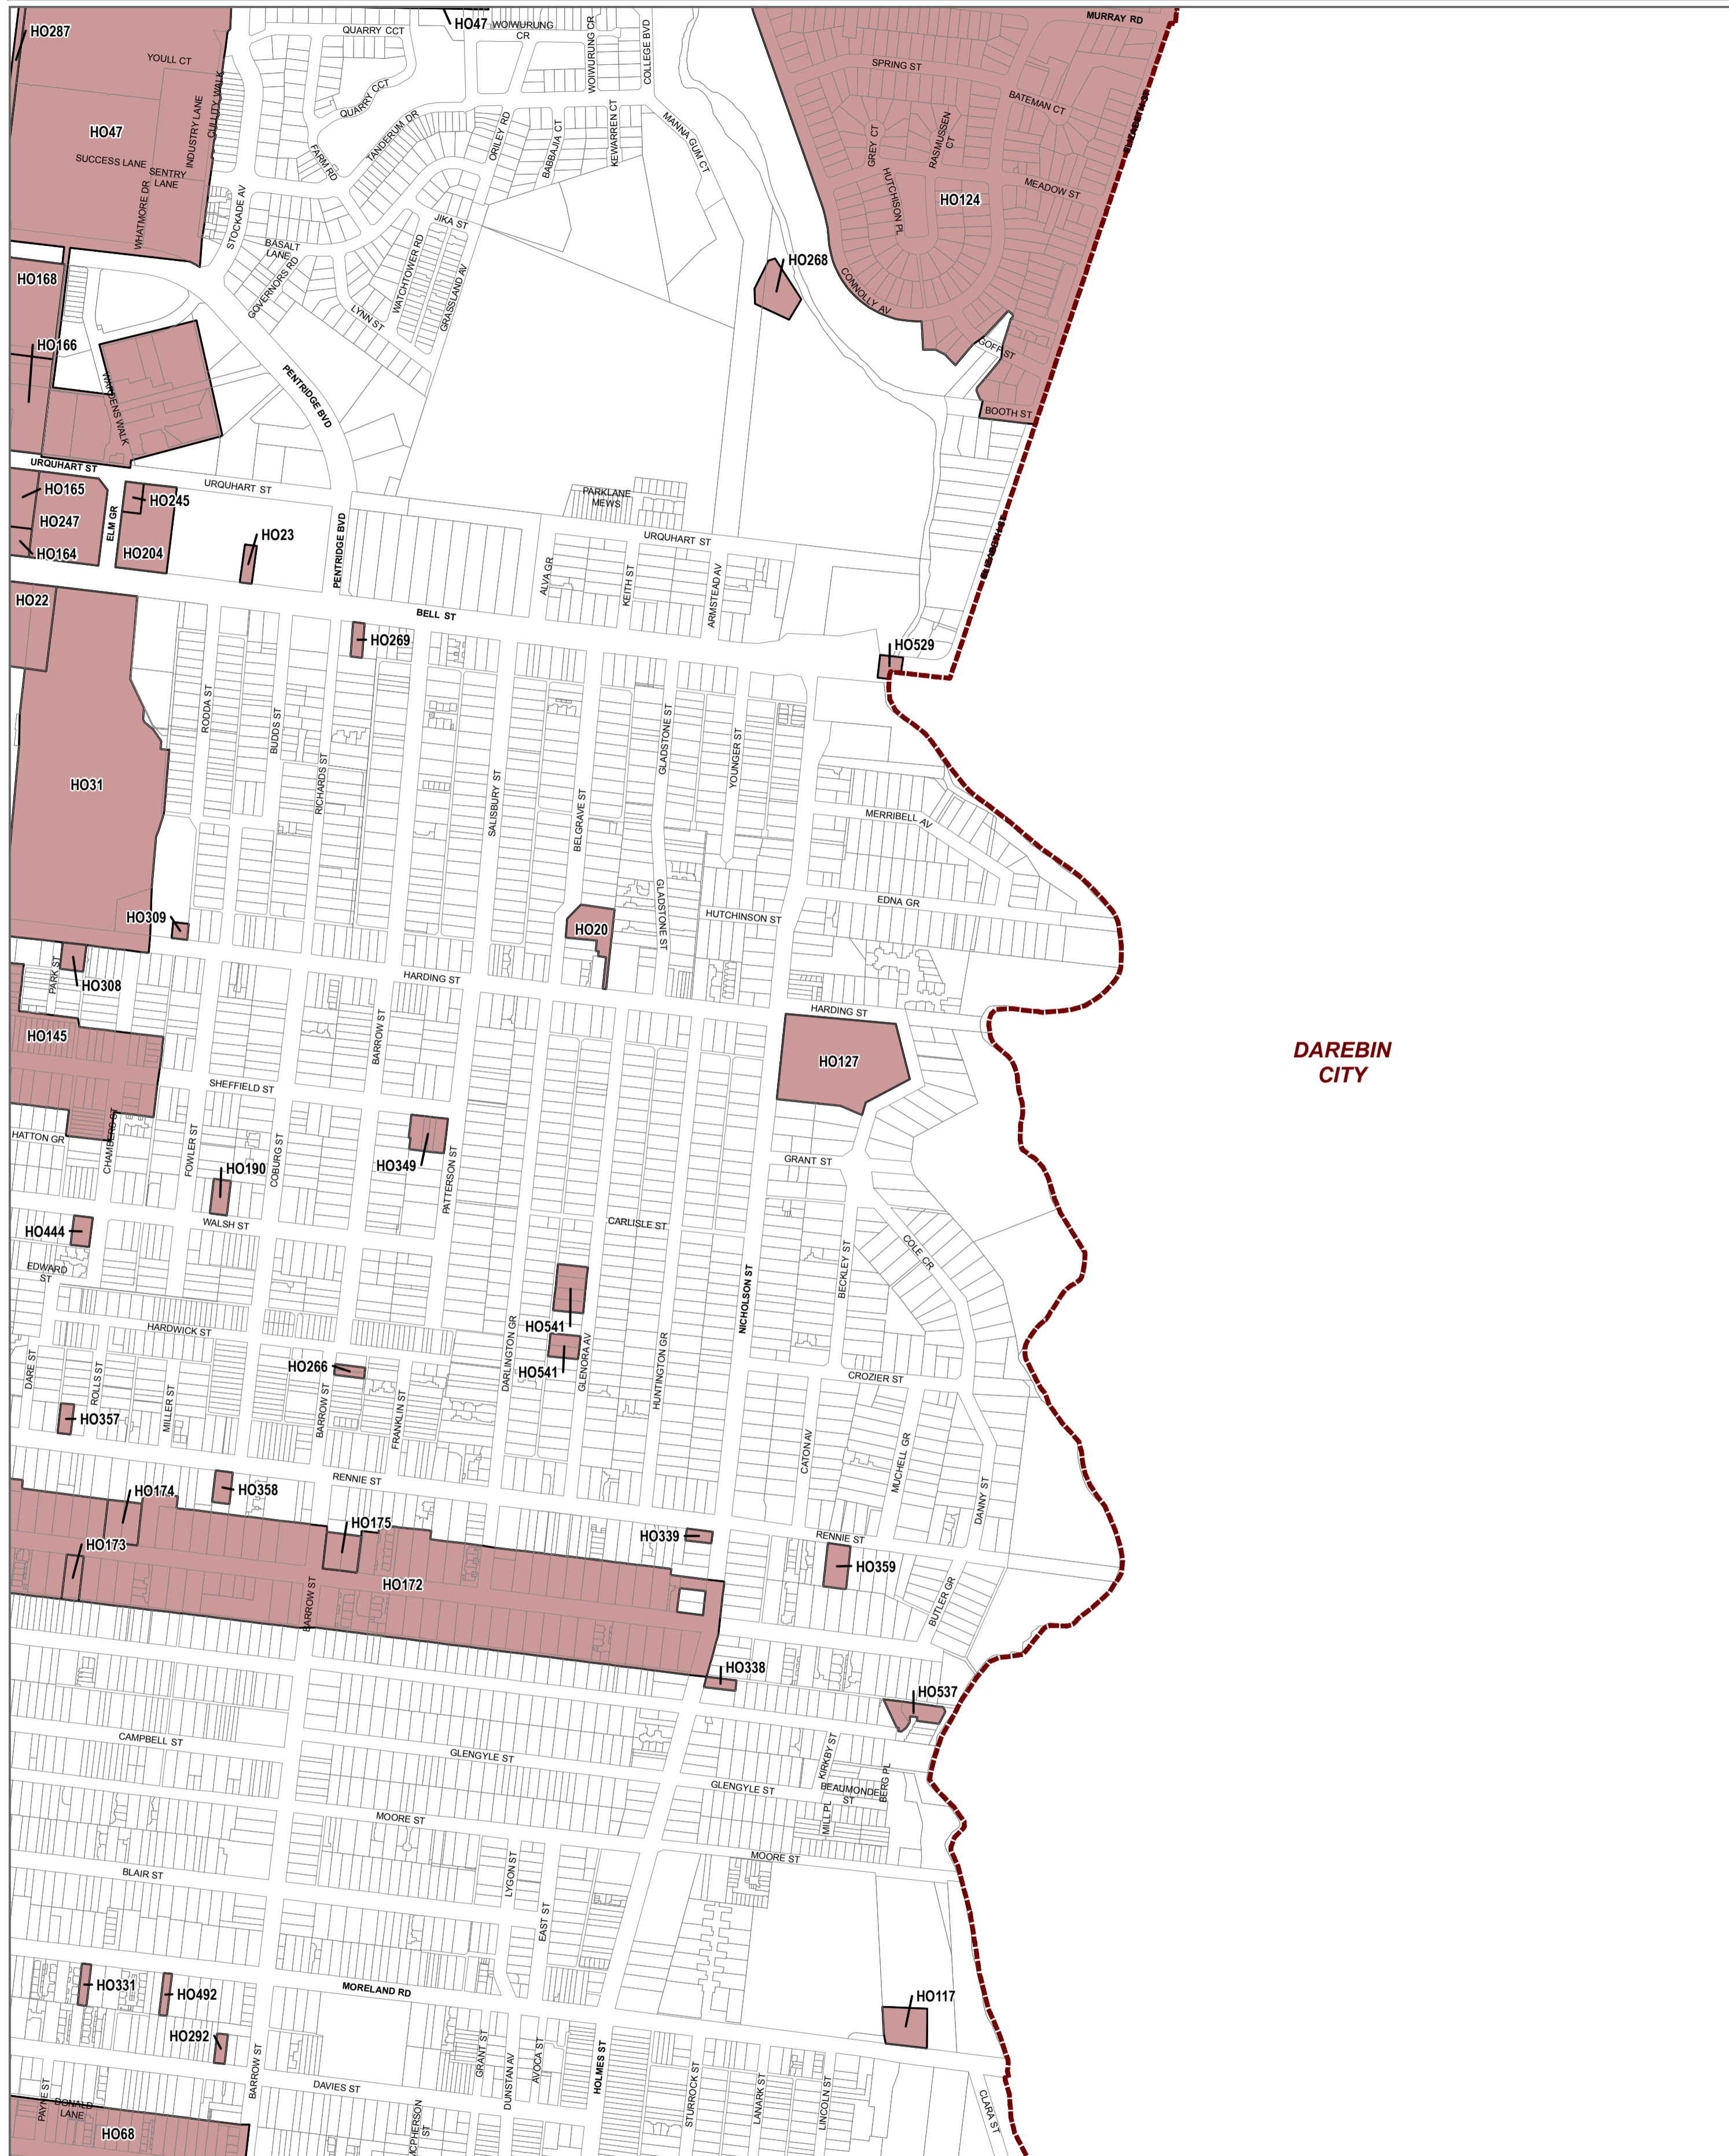 MURRAY RD
HO47
WOIWURUNG
CR
QUARRY CCT
WOIWURUNG CR
COLLEGE BVD
HO287
YOULL CT
SPRING ST
CULLITY WALK
QUARRY CCT
BATEMAN CT
ELIZABETH ST
INDUSTRY LANE
HO47
TANDERUM DR
ORILEY RD
BABBAJIA CT
KEWARREN CT
MANNA GUM CT
GREY CT
RASMUSSEN
CT
SUCCESS LANE
SENTRY
LANE
FARM RD
MEADOW ST
HUTCHISON PL
HO124
WHATMORE DR
STOCKADE AV
JIKA ST
BASALT
LANE
HO268
HO168
GOVERNORS RD
WATCHTOWER RD
GRASSLAND AV
CONNOLLY AV
LYNN ST
HO166
GOFF ST
WARDENS WALK
PENTRIDGE BVD
BOOTH ST
URQUHART ST
HO165
URQUHART ST
HO245
PARKLANE
MEWS
HO247
ELM GR
HO23
URQUHART ST
ELIZABETH ST
HO164
HO204
PENTRIDGE BVD
ALVA GR
KEITH ST
ARMSTEAD AV
HO22
BELL ST
HO269
HO529
RODDA ST
BUDDS ST
GLADSTONE ST
YOUNGER ST
HO31
RICHARDS ST
SALISBURY ST
BELGRAVE ST
MERRIBELL AV
EDNA GR
HO309
HO20
GLADSTONE ST
HUTCHINSON ST
PARK ST
HO308
HARDING ST
HARDING ST
HO145
BARROW ST
HO127
DAREBIN
CITY
SHEFFIELD ST
HATTON GR
CHAMBERS ST
FOWLER ST
COBURG ST
HO190
HO349
PATTERSON ST
GRANT ST
HO444
WALSH ST
CARLISLE ST
EDWARD
ST
COLE CR
BECKLEY ST
NICHOLSON ST
HARDWICK ST
HO541
HO266
HO541
DARE ST
ROLLS ST
DARLINGTON GR
GLENORA AV
HUNTINGTON GR
CROZIER ST
MILLER ST
BARROW ST
FRANKLIN ST
HO357
CATON AV
MUCHELL GR
RENNIE ST
HO358
DANNY ST
HO174
HO175
HO339
RENNIE ST
HO173
HO359
HO172
BARROW ST
BUTLER GR
HO338
HO537
CAMPBELL ST
GLENGYLE ST
KIRKBY ST
GLENGYLE ST
BEAUMONDE
ST
BERG PL
MOORE ST
MILL PL
MOORE ST
BLAIR ST
LYGON ST
EAST ST
HO331
HO492
MORELAND RD
HO117
HO292
BARROW ST
GRANT ST
DUNSTAN AV
AVOCA ST
HOLMES ST
DAVIES ST
STURROCK ST
LANARK ST
LINCOLN ST
CLARA ST
PAYNE ST
DONALD
LANE
MCPHERSON
ST
HO68